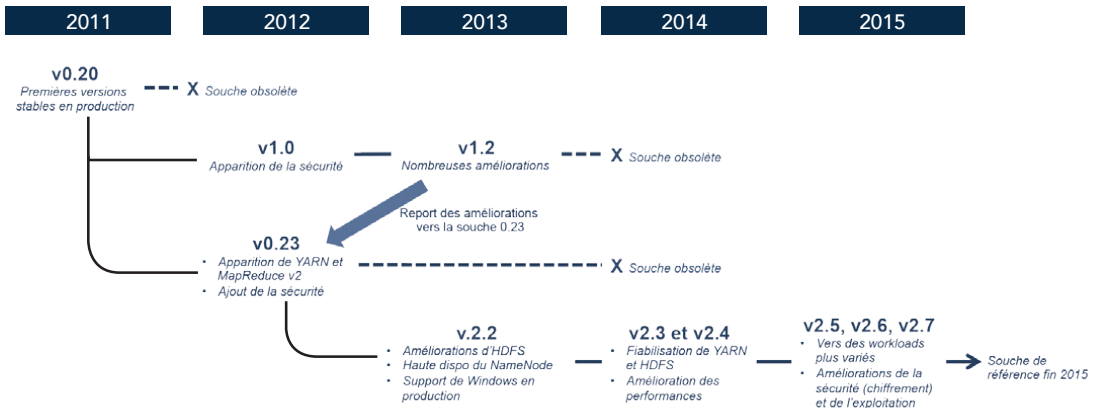 2011
2012
2013
2014
2015
v0.20
Premières versions
stables en production
X Souche obsolète
v1.0
Apparition de la sécurité
v1.2
Nombreuses améliorations
X Souche obsolète
Report des améliorations
vers la souche 0.23
v0.23
• Apparition de YARN et
MapReduce v2
• Ajout de la sécurité
X Souche obsolète
v.2.2
• Améliorations d'HDFS
• Haute dispo du NameNode
• Support de Windows en
production
v2.3 et v2.4
• Fiabilisation de YARN
et HDFS
• Amélioration des
performances
v2.5, v2.6, v2.7
• Vers des workloads
plus variés
• Améliorations de la
sécurité (chiffrement)
et de l'exploitation
Souche de
référence fin 2015